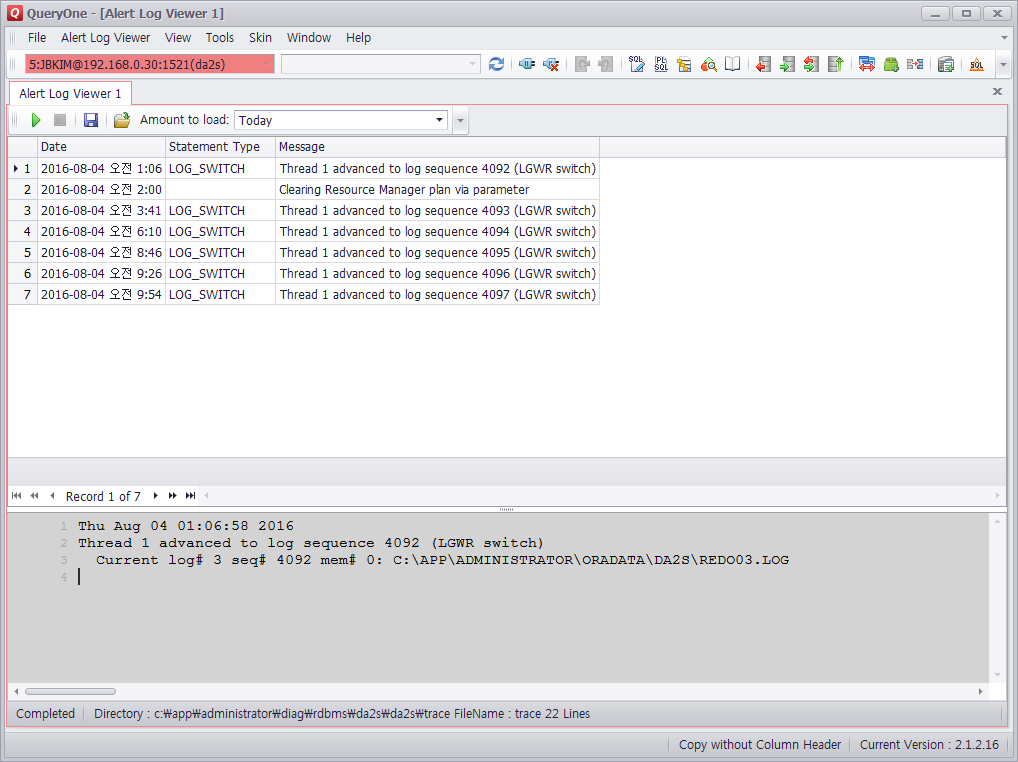 QueryOne - [Alert Log Viewer 1]
File Alert Log Viewer View Tools Skin Window Help
5:JBKIM@192.168.0.30:1521(da2s)
Alert Log Viewer 1
Amount to load: Today
Date Statement Type Message
1 2016-08-04 오전 1:06 LOG_SWITCH Thread 1 advanced to log sequence 4092 (LGWR switch)
2 2016-08-04 오전 2:00 Clearing Resource Manager plan via parameter
3 2016-08-04 오전 3:41 LOG_SWITCH Thread 1 advanced to log sequence 4093 (LGWR switch)
4 2016-08-04 오전 6:10 LOG_SWITCH Thread 1 advanced to log sequence 4094 (LGWR switch)
5 2016-08-04 오전 8:46 LOG_SWITCH Thread 1 advanced to log sequence 4095 (LGWR switch)
6 2016-08-04 오전 9:26 LOG_SWITCH Thread 1 advanced to log sequence 4096 (LGWR switch)
7 2016-08-04 오전 9:54 LOG_SWITCH Thread 1 advanced to log sequence 4097 (LGWR switch)
Record 1 of 7
1 Thu Aug 04 01:06:58 2016
2 Thread 1 advanced to log sequence 4092 (LGWR switch)
3 Current log# 3 seq# 4092 mem# 0: C:\APP\ADMINISTRATOR\ORADATA\DA2S\REDO03.LOG
4
Completed Directory : c:₩app₩administrator₩diag₩rdbms₩da2s₩da2s₩trace FileName : trace 22 Lines
Copy without Column Header Current Version : 2.1.2.16